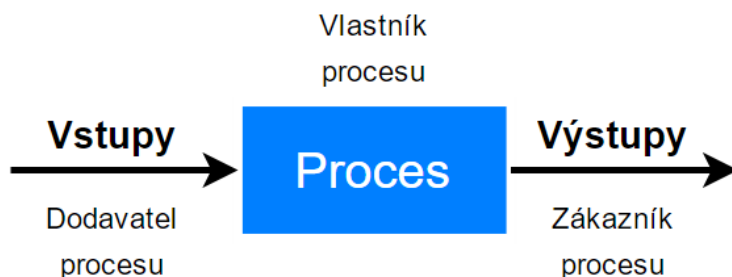 Vlastník
procesu
Vstupy
Proces
Výstupy
Dodavatel
procesu
Zákazník
procesu